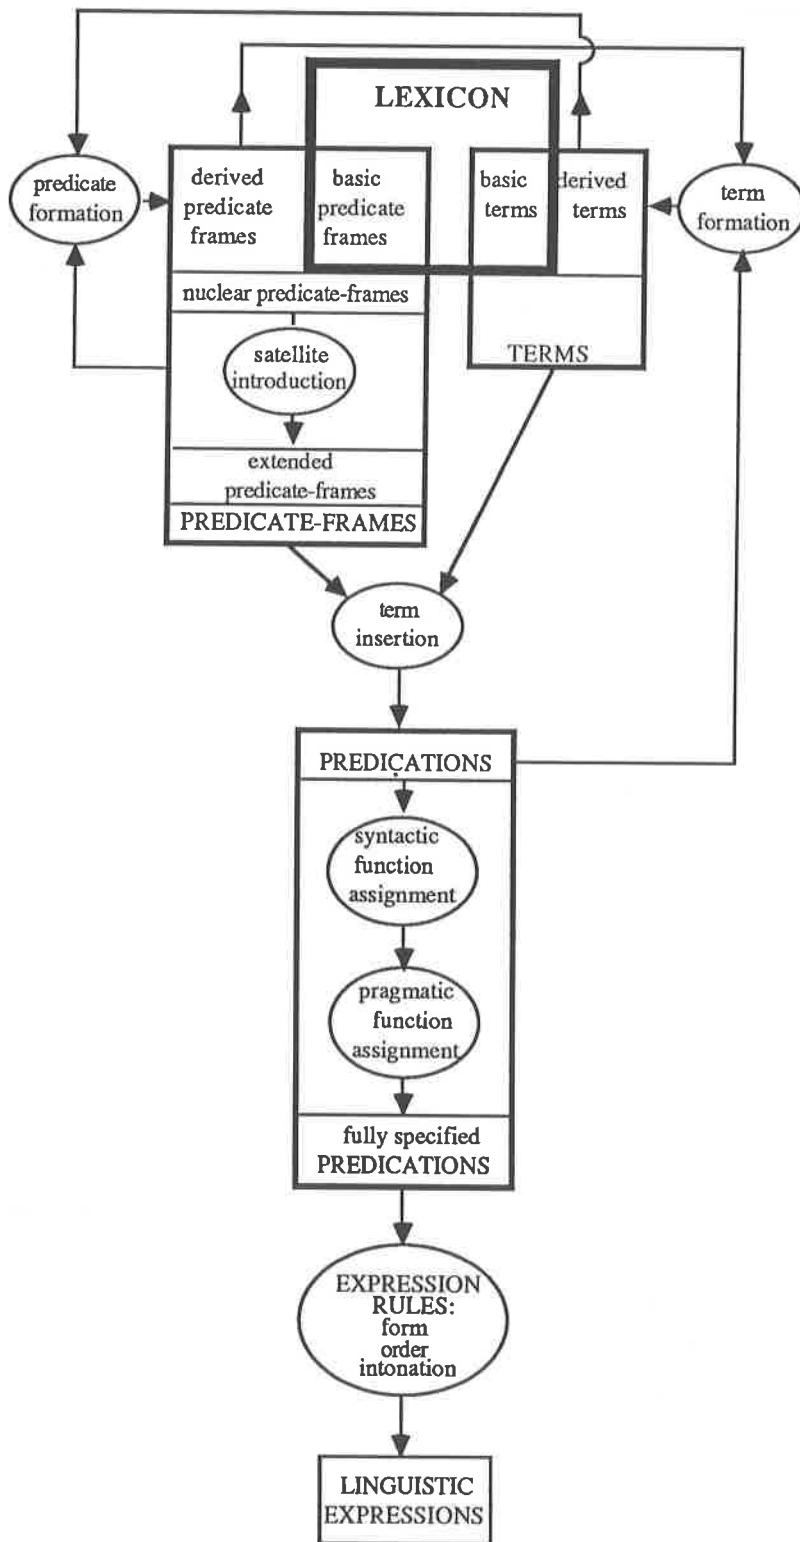 LEXICON
predicate
formation
derived
predicate
frames
basic
predicate
frames
basic
terms
derived
terms
term
formation
nuclear predicate-frames
satellite
introduction
TERMS
extended
predicate-frames
PREDICATE-FRAMES
term
insertion
PREDICATIONS
syntactic
function
assignment
pragmatic
function
assignment
fully specified
PREDICATIONS
EXPRESSION
RULES:
form
order
intonation
LINGUISTIC
EXPRESSIONS